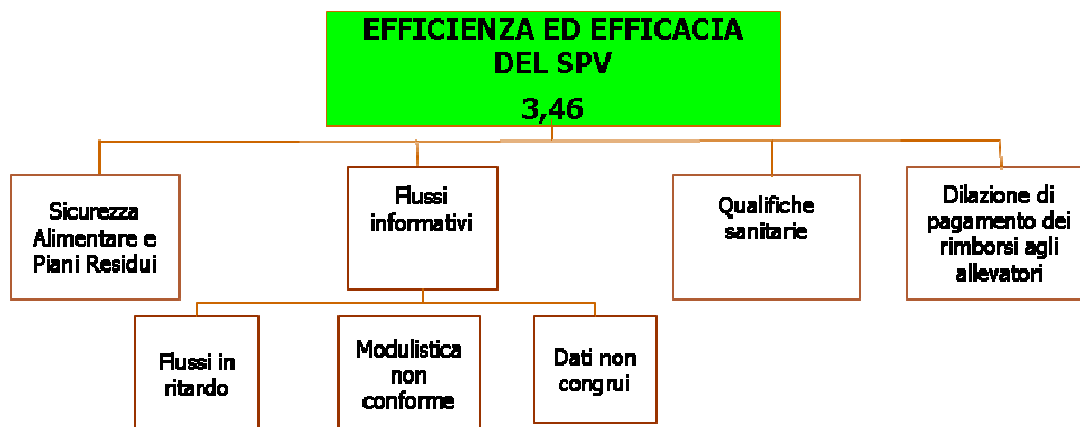 EFFICIENZA ED EFFICACIA
DEL SPV
3,46
Sicurezza
Alimentare e
Piani Residui
Flussi
informativi
Qualifiche
sanitarie
Dilazione di
pagamento dei
rimborsi agli
allevatori
Flussi in
ritardo
Modulistica
non
conforme
Dati non
congrui